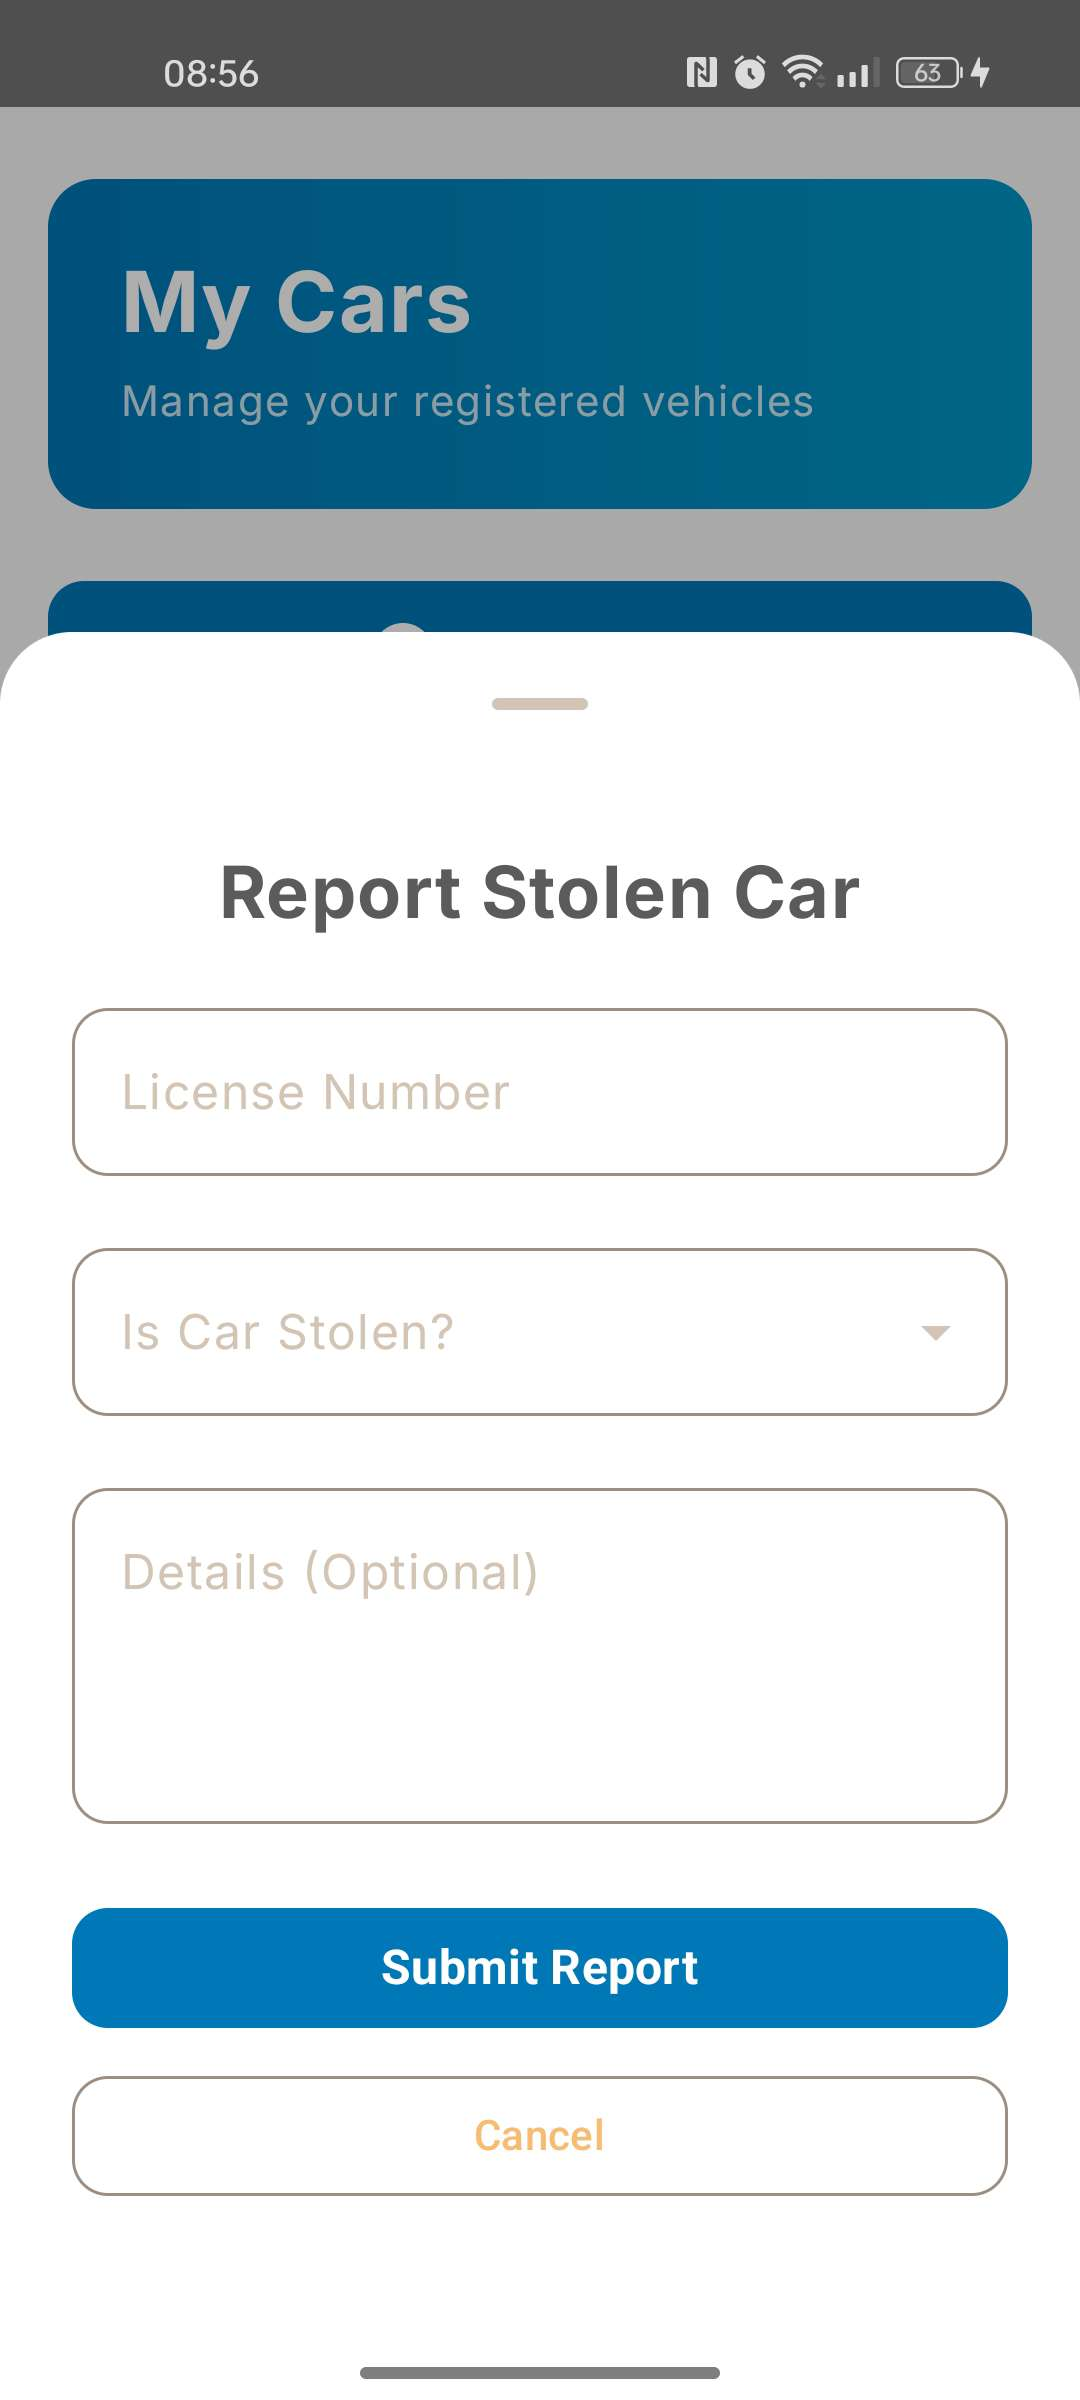 08:56
63
My Cars
Manage your registered vehicles
Report Stolen Car
License Number
Is Car Stolen?
Details (Optional)
Submit Report
Cancel